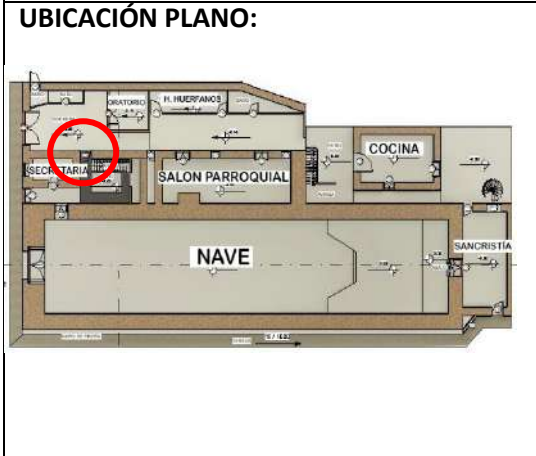 UBICACIÓN PLANO:
ORATORIO
H. HUERFANOS
COCINA
SECRETARIA
SALON PARROQUIAL
NAVE
SANCRISTÍA